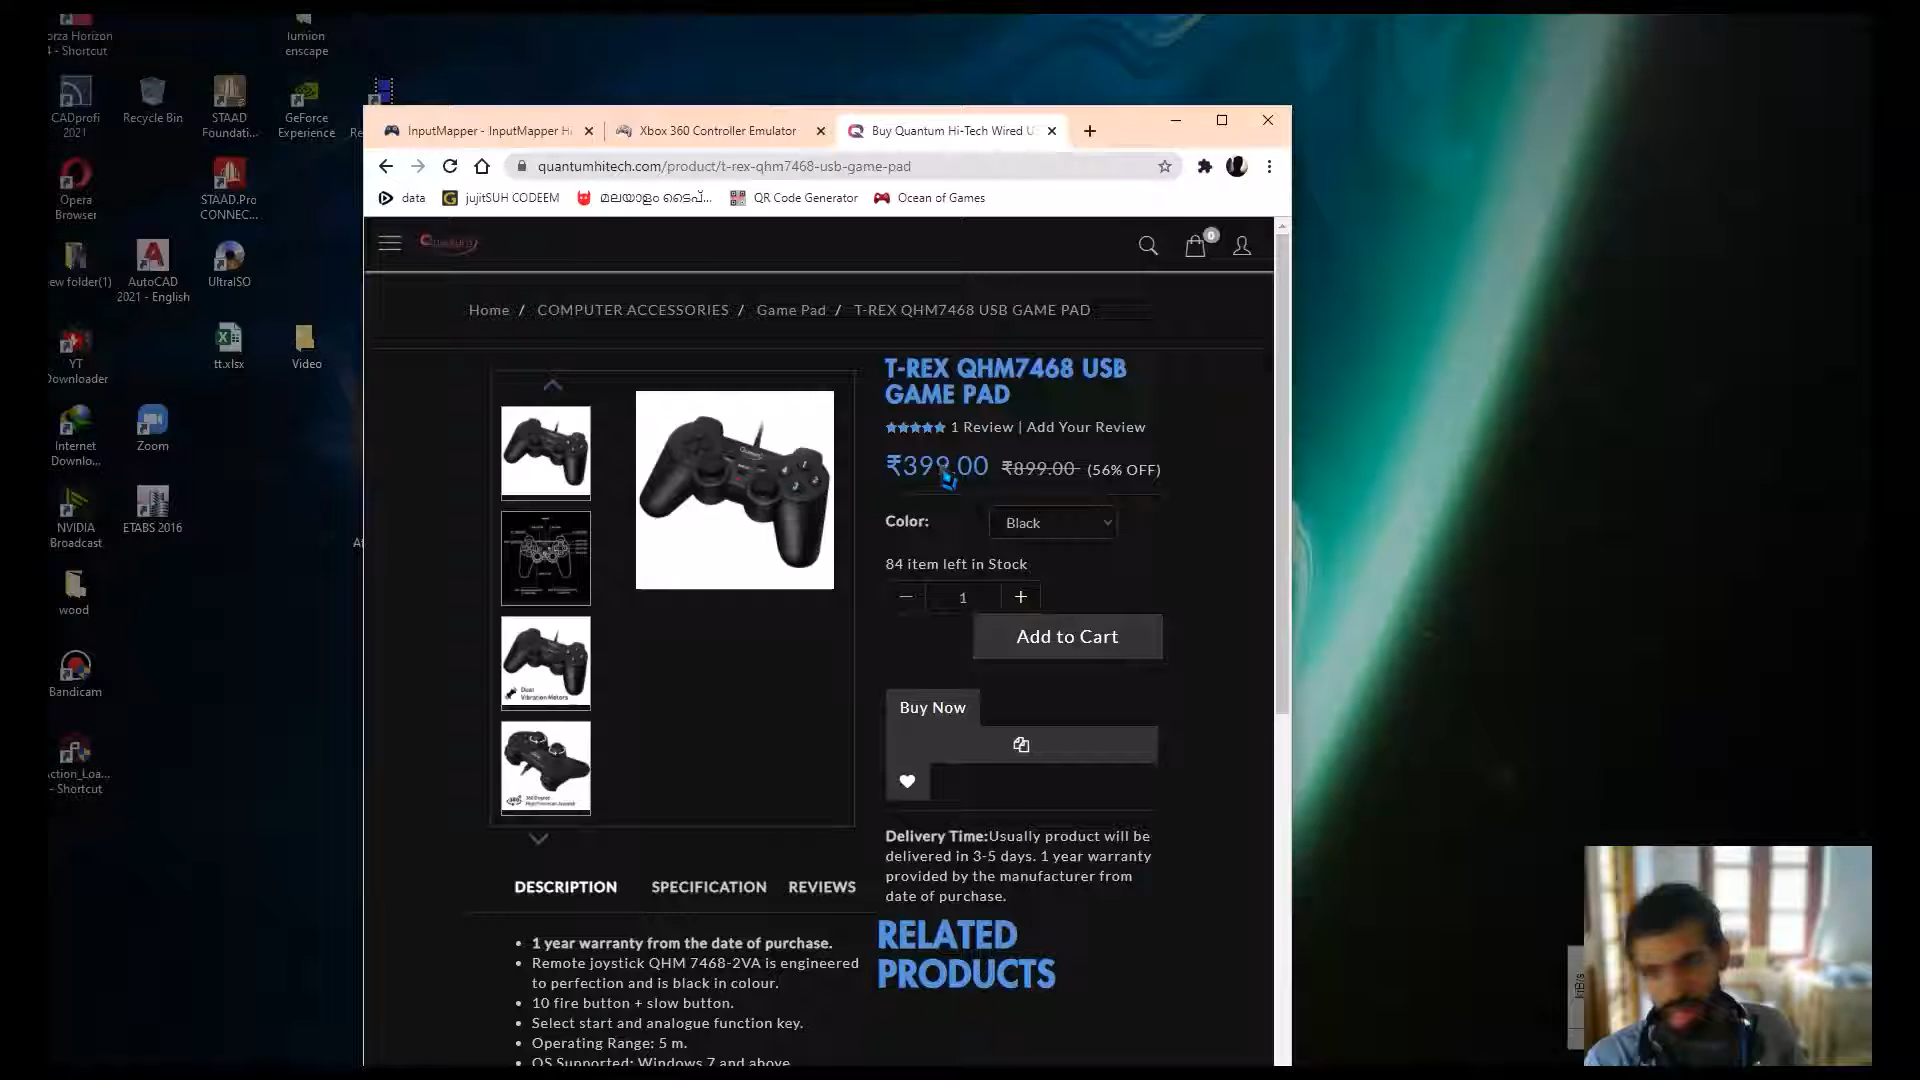 orza Horizon
4 - Shortcut
lumion
enscape
CADprofi
2021
Recycle Bin
STAAD
Foundati...
GeForce
Experience
Re
Opera
Browser
STAAD.Pro
CONNEC...
ew folder(1)
AutoCAD
2021 - English
UltraISO
YT
Downloader
tt.xlsx
Video
Internet
Downlo...
Zoom
NVIDIA
Broadcast
ETABS 2016
Af
wood
Bandicam
ction_Loa...
- Shortcut
InputMapper - InputMapper H
Xbox 360 Controller Emulator
Buy Quantum Hi-Tech Wired U
quantumhitech.com/product/t-rex-qhm7468-usb-game-pad
data
jujitSUH CODEEM
മലയാളം ടൈപ്...
QR Code Generator
Ocean of Games
Quantum
0
Home / COMPUTER ACCESSORIES / Game Pad / T-REX QHM7468 USB GAME PAD
T-REX QHM7468 USB
GAME PAD
1 Review | Add Your Review
₹399.00 ₹899.00 (56% OFF)
Color: Black
84 item left in Stock
1
Add to Cart
Buy Now
Dual
Vibration Motors
Delivery Time:Usually product will be
delivered in 3-5 days. 1 year warranty
provided by the manufacturer from
date of purchase.
DESCRIPTION
SPECIFICATION
REVIEWS
RELATED
PRODUCTS
1 year warranty from the date of purchase.
Remote joystick QHM 7468-2VA is engineered
to perfection and is black in colour.
10 fire button + slow button.
Select start and analogue function key.
Operating Range: 5 m.
OS Supported: Windows 7 and above